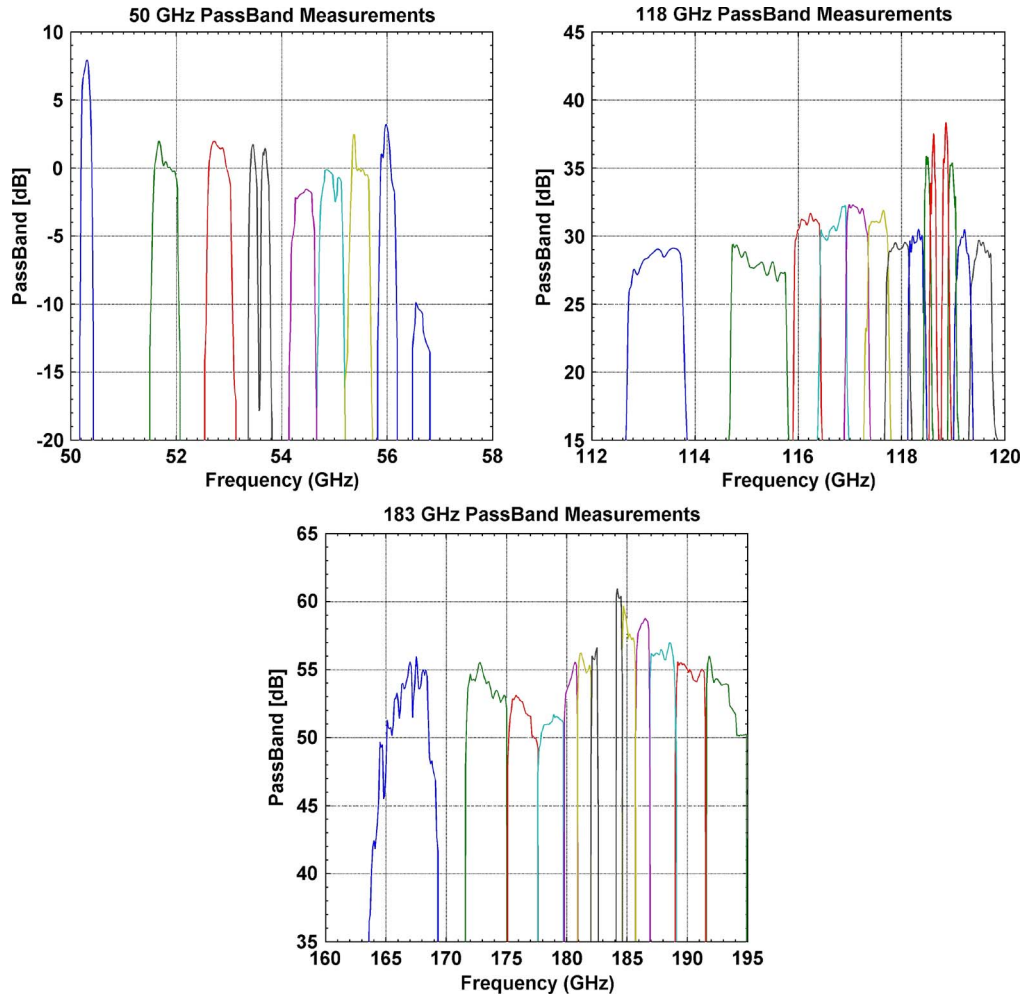 50 GHz PassBand Measurements
PassBand [dB]
10
5
0
-5
-10
-15
-20
50 52 54 56 58
Frequency (GHz)
118 GHz PassBand Measurements
PassBand [dB]
45
40
35
30
25
20
15
112 114 116 118 120
Frequency (GHz)
183 GHz PassBand Measurements
PassBand [dB]
65
60
55
50
45
40
35
160 165 170 175 180 185 190 195
Frequency (GHz)